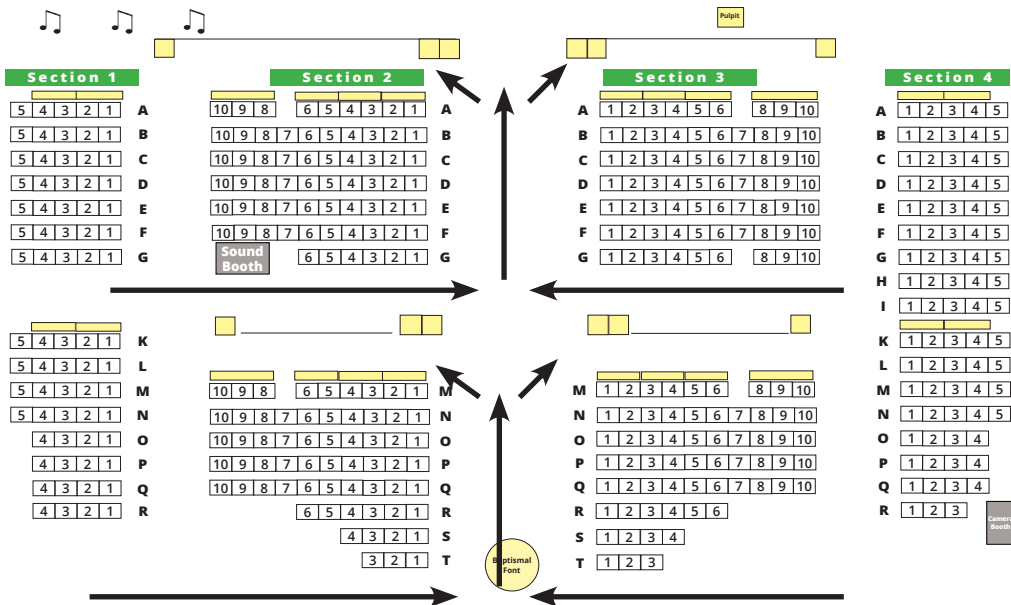 Pulpit
Section 1 Section 2 Section 3 Section 4
5 4 3 2 1 A 10 9 8 6 5 4 3 2 1 A A 1 2 3 4 5 6 8 9 10 A 1 2 3 4 5
5 4 3 2 1 B 10 9 8 7 6 5 4 3 2 1 B B 1 2 3 4 5 6 7 8 9 10 B 1 2 3 4 5
5 4 3 2 1 C 10 9 8 7 6 5 4 3 2 1 C C 1 2 3 4 5 6 7 8 9 10 C 1 2 3 4 5
5 4 3 2 1 D 10 9 8 7 6 5 4 3 2 1 D D 1 2 3 4 5 6 7 8 9 10 D 1 2 3 4 5
5 4 3 2 1 E 10 9 8 7 6 5 4 3 2 1 E E 1 2 3 4 5 6 7 8 9 10 E 1 2 3 4 5
5 4 3 2 1 F 10 9 8 7 6 5 4 3 2 1 F F 1 2 3 4 5 6 7 8 9 10 F 1 2 3 4 5
5 4 3 2 1 G 6 5 4 3 2 1 G G 1 2 3 4 5 6 8 9 10 G 1 2 3 4 5
Sound
Booth
H 1 2 3 4 5
I 1 2 3 4 5
5 4 3 2 1 K K 1 2 3 4 5
5 4 3 2 1 L L 1 2 3 4 5
5 4 3 2 1 M 10 9 8 6 5 4 3 2 1 M M 1 2 3 4 5 6 8 9 10 M 1 2 3 4 5
5 4 3 2 1 N 10 9 8 7 6 5 4 3 2 1 N N 1 2 3 4 5 6 7 8 9 10 N 1 2 3 4 5
4 3 2 1 O 10 9 8 7 6 5 4 3 2 1 O O 1 2 3 4 5 6 7 8 9 10 O 1 2 3 4
4 3 2 1 P 10 9 8 7 6 5 4 3 2 1 P P 1 2 3 4 5 6 7 8 9 10 P 1 2 3 4
4 3 2 1 Q 10 9 8 7 6 5 4 3 2 1 Q Q 1 2 3 4 5 6 7 8 9 10 Q 1 2 3 4
4 3 2 1 R 6 5 4 3 2 1 R R 1 2 3 4 5 6 R 1 2 3
Camera
Booth
4 3 2 1 S S 1 2 3 4
3 2 1 T T 1 2 3
Baptismal
Font